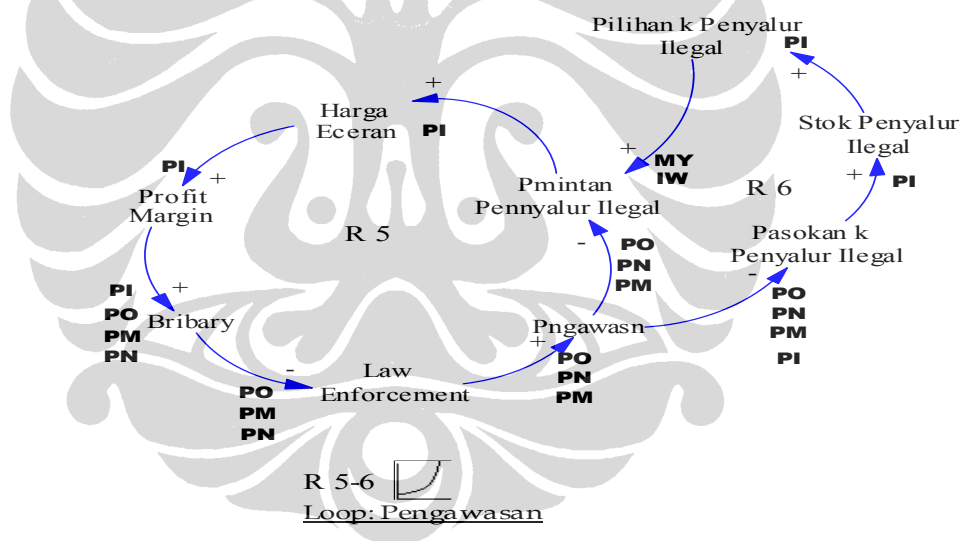 Pilihan k Penyalur
Ilegal
PI
+
+
Harga
Eceran
PI
Stok Penyalur
Ilegal
+
PI
+
MY
IW
PI
+
Profit
Margin
Pmintan
Pennyalur Ilegal
R 6
R 5
-
PO
PN
PM
Pasokan k
Penyalur Ilegal
-
PO
PN
PM
PI
PI
PO
PM
PN
+
Bribary
Pngawasn
+
PO
PN
PM
-
Law
Enforcement
PO
PM
PN
R 5-6
Loop: Pengawasan